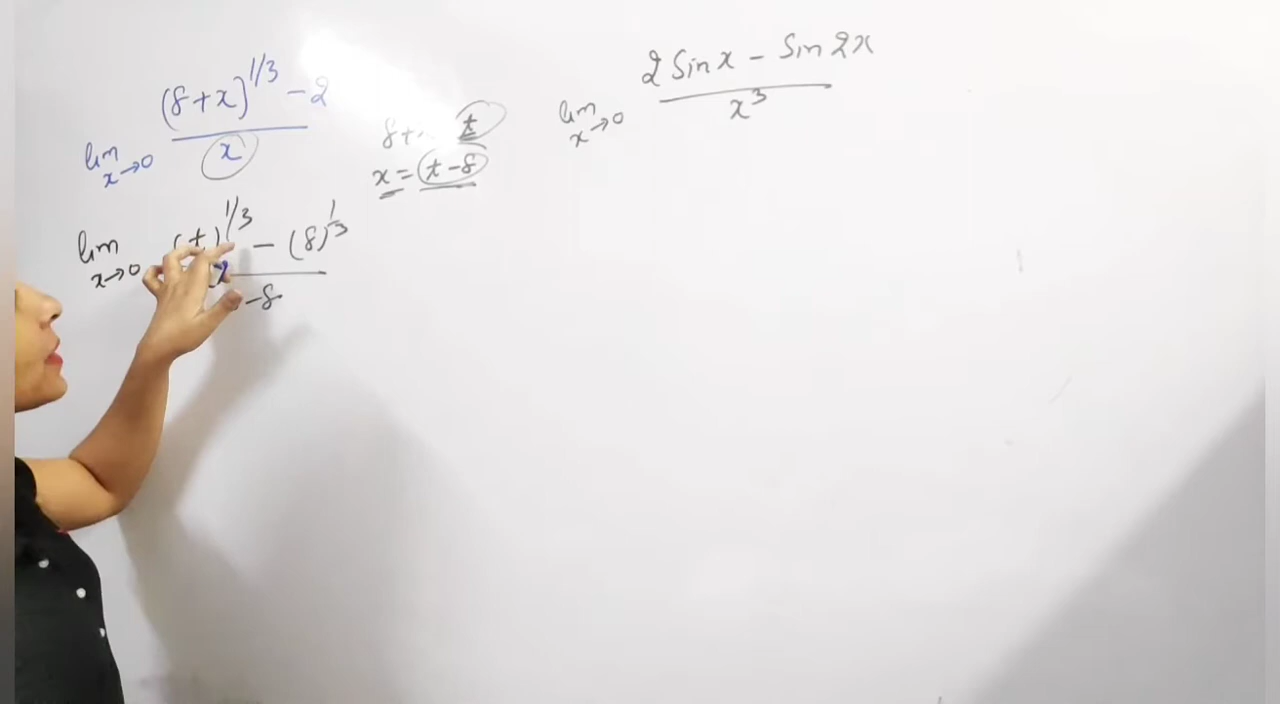 lim x→0 (8+x)^1/3 - 2 / x
8+ t
x = t-8
lim x→0 (t)^1/3 - (8)^1/3 / -8
lim x→0 2 Sin x - Sin 2x / x^3